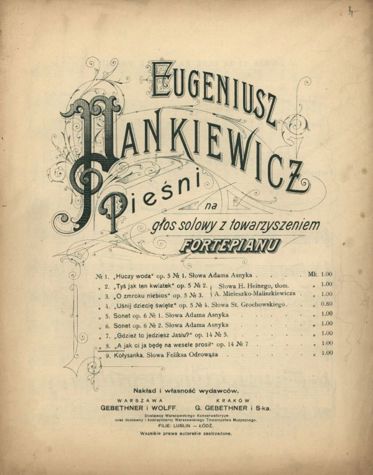 EUGENIUSZ
PANKIEWICZ
Pieśni
na
głos solowy z towarzyszeniem
FORTEPIANU
№ 1. „Huczy woda" op. 5 № 1. Słowa Adama Asnyka Mk. 1.00
„ 2. „Tyś jak ten kwiatek" op. 5 № 2. } Słowa H. Heinego, tłom. „ 1.00
„ 3. „O zmroku niebios" op. 5 № 3. } A. Mieleszko-Maliszkiewicza „ 1.00
„ 4. „Uśnij dziecię święte" op. 5 № 4. Słowa St. Grochowskiego. „ 0.80
„ 5. Sonet op. 6 № 1. Słowa Adama Asnyka „ 1.00
„ 6. Sonet op. 6 № 2. Słowa Adama Asnyka „ 1.00
„ 7. „Gdzież to jedziesz Jasiu?" op. 14 № 5. „ 1.00
„ 8. „A jak ci ja będę na wesele prosił" op. 14 № 7 „ 1.00
„ 9. Kołysanka. Słowa Feliksa Odrowąża „ 1.00
Nakład i własność wydawców.
WARSZAWA KRAKÓW
GEBETHNER i WOLFF. G. GEBETHNER i S-ka.
Dostawcy Warszawskiego Konserwatoryum
FILJE: LUBLIN — ŁÓDŹ.
Wszelkie prawa autorskie zastrzeżone.